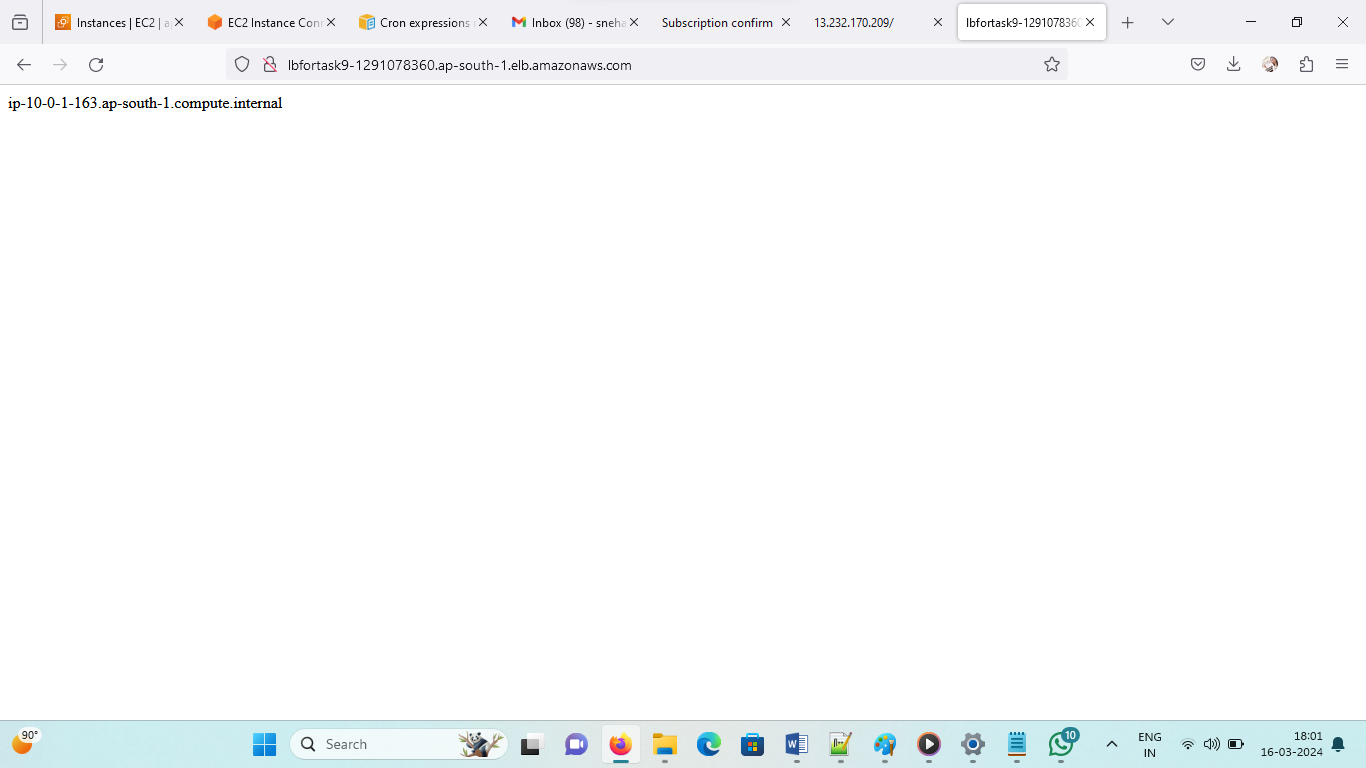 Instances | EC2 | a
EC2 Instance Con
Cron expressions
Inbox (98) - sneha
Subscription confirm
13.232.170.209/
lbfortask9-1291078360
lbfortask9-1291078360.ap-south-1.elb.amazonaws.com
ip-10-0-1-163.ap-south-1.compute.internal
90°
Search
10
ENG
IN
18:01
16-03-2024